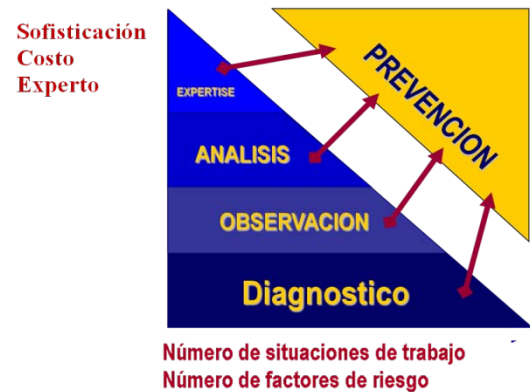 Sofisticación
Costo
Experto
EXPERTISE
PREVENCION
ANALISIS
OBSERVACION
Diagnostico
Número de situaciones de trabajo
Número de factores de riesgo